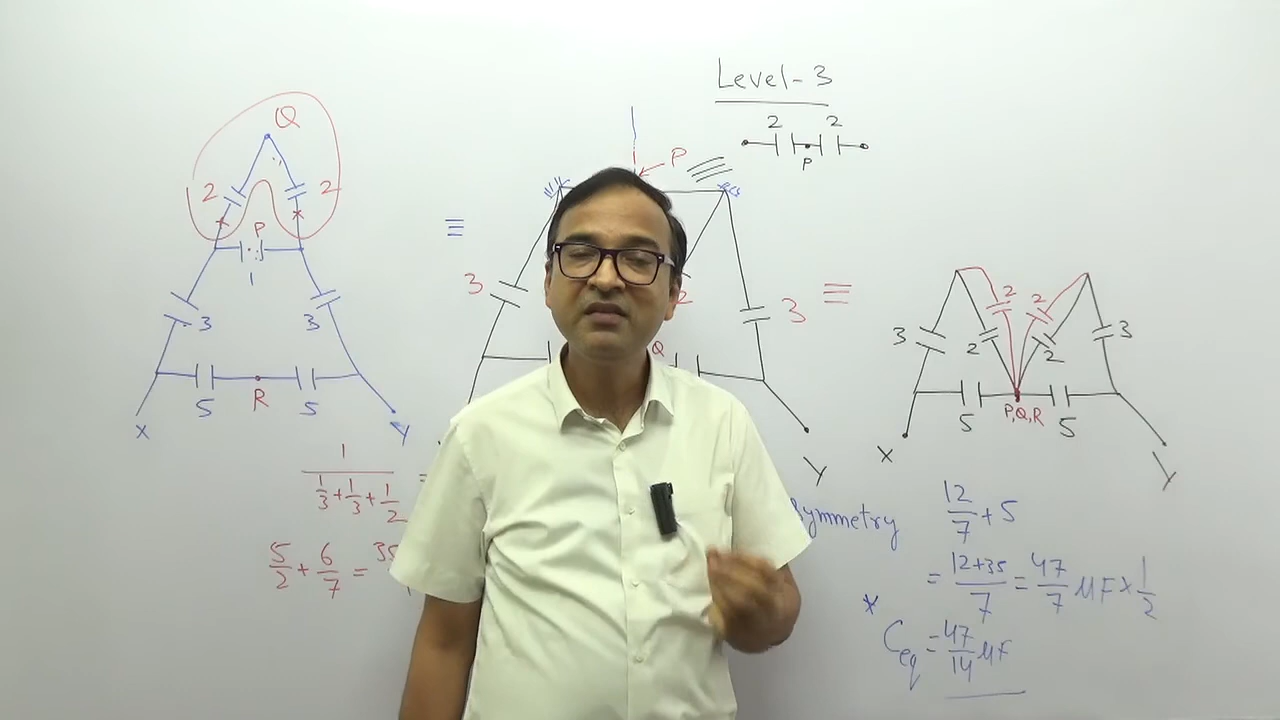 Level-3
2 2
P
Q
2 2
P
1
3 3
5 R 5
X Y
1
1/3 + 1/3 + 1/2 =
5/2 + 6/7 = 35
≡
P
3 2 3
Q
Y
≡
2 2
3 2 2 3
5 P,Q,R 5
X Y
Symmetry
12/7 + 5
= 12+35/7 = 47/7 μF × 1/2
* Ceq = 47/14 μF